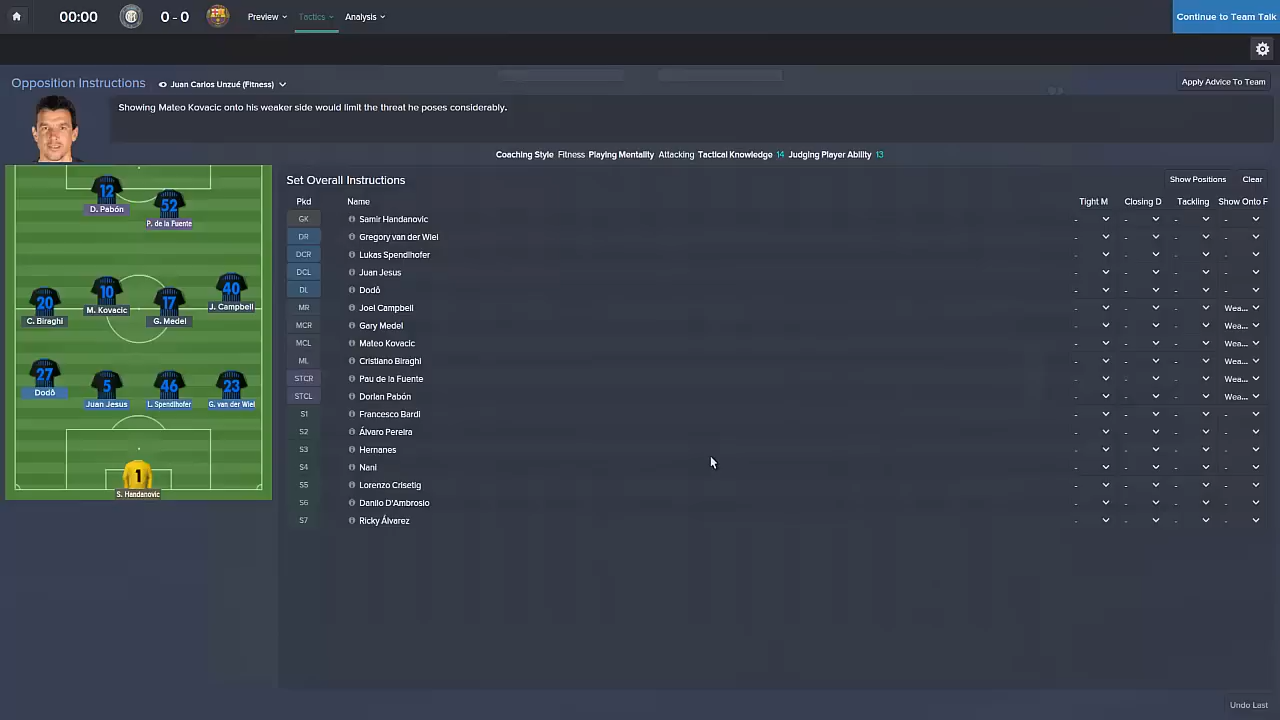 00:00 0 - 0 Preview Tactics Analysis Continue to Team Talk
Opposition Instructions Juan Carlos Unzué (Fitness) Apply Advice To Team
Showing Mateo Kovacic onto his weaker side would limit the threat he poses considerably.
Coaching Style Fitness Playing Mentality Attacking Tactical Knowledge 14 Judging Player Ability 13
12
D. Pabón
52
P. de la Fuente
20
C. Biraghi
10
M. Kovacic
17
G. Medel
40
J. Campbell
27
Dodô
5
Juan Jesus
46
L. Spendlhofer
23
G. van der Wiel
1
S. Handanovic
Set Overall Instructions Show Positions Clear
Pkd Name Tight M Closing D Tackling Show Onto F
GK Samir Handanovic - - - -
DR Gregory van der Wiel - - - -
DCR Lukas Spendlhofer - - - -
DCL Juan Jesus - - - -
DL Dodô - - - -
MR Joel Campbell - - - Wea...
MCR Gary Medel - - - Wea...
MCL Mateo Kovacic - - - Wea...
ML Cristiano Biraghi - - - Wea...
STCR Pau de la Fuente - - - Wea...
STCL Dorlan Pabón - - - Wea...
S1 Francesco Bardi - - - -
S2 Álvaro Pereira - - - -
S3 Hernanes - - - -
S4 Nani - - - -
S5 Lorenzo Crisetig - - - -
S6 Danilo D'Ambrosio - - - -
S7 Ricky Álvarez - - - -
Undo Last